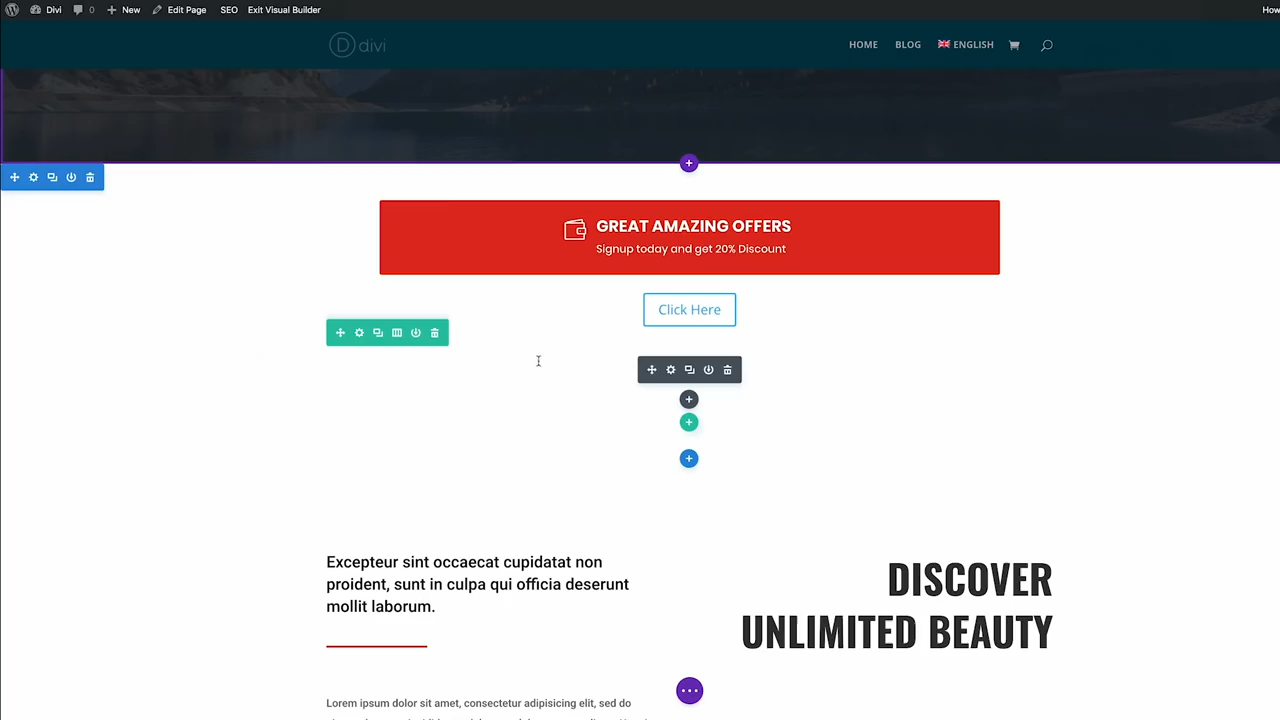 Divi 0 New Edit Page SEO Exit Visual Builder How
divi HOME BLOG ENGLISH
GREAT AMAZING OFFERS
Signup today and get 20% Discount
Click Here
Excepteur sint occaecat cupidatat non
proident, sunt in culpa qui officia deserunt
mollit laborum.
DISCOVER
UNLIMITED BEAUTY
Lorem ipsum dolor sit amet, consectetur adipisicing elit, sed do